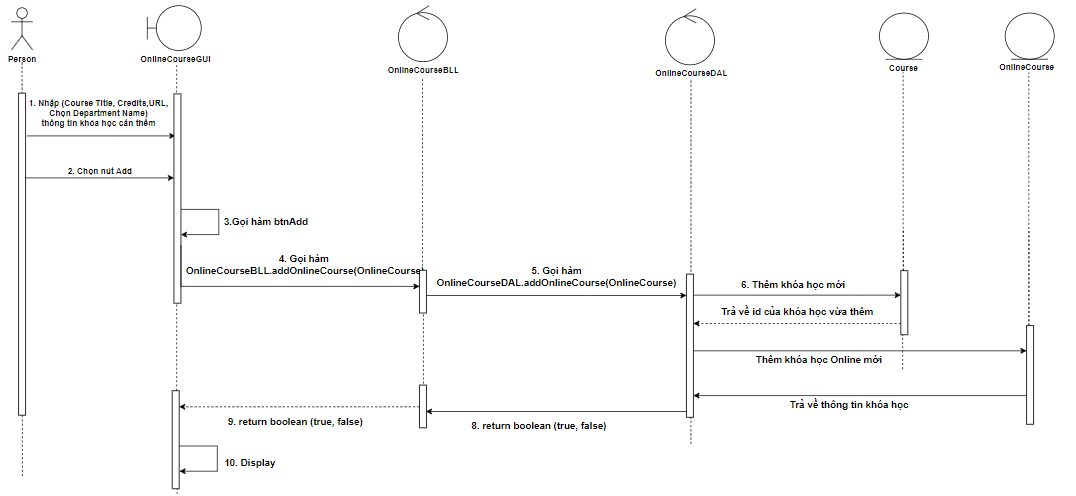 Person
OnlineCourseGUI
OnlineCourseBLL
OnlineCourseDAL
Course
OnlineCourse
1. Nhập (Course Title, Credits,URL,
Chọn Department Name)
thông tin khóa học cần thêm
2. Chọn nút Add
3.Gọi hàm btnAdd
4. Gọi hàm
OnlineCourseBLL.addOnlineCourse(OnlineCourse)
5. Gọi hàm
OnlineCourseDAL.addOnlineCourse(OnlineCourse)
6. Thêm khóa học mới
Trả về id của khóa học vừa thêm
Thêm khóa học Online mới
Trả về thông tin khóa học
8. return boolean (true, false)
9. return boolean (true, false)
10. Display